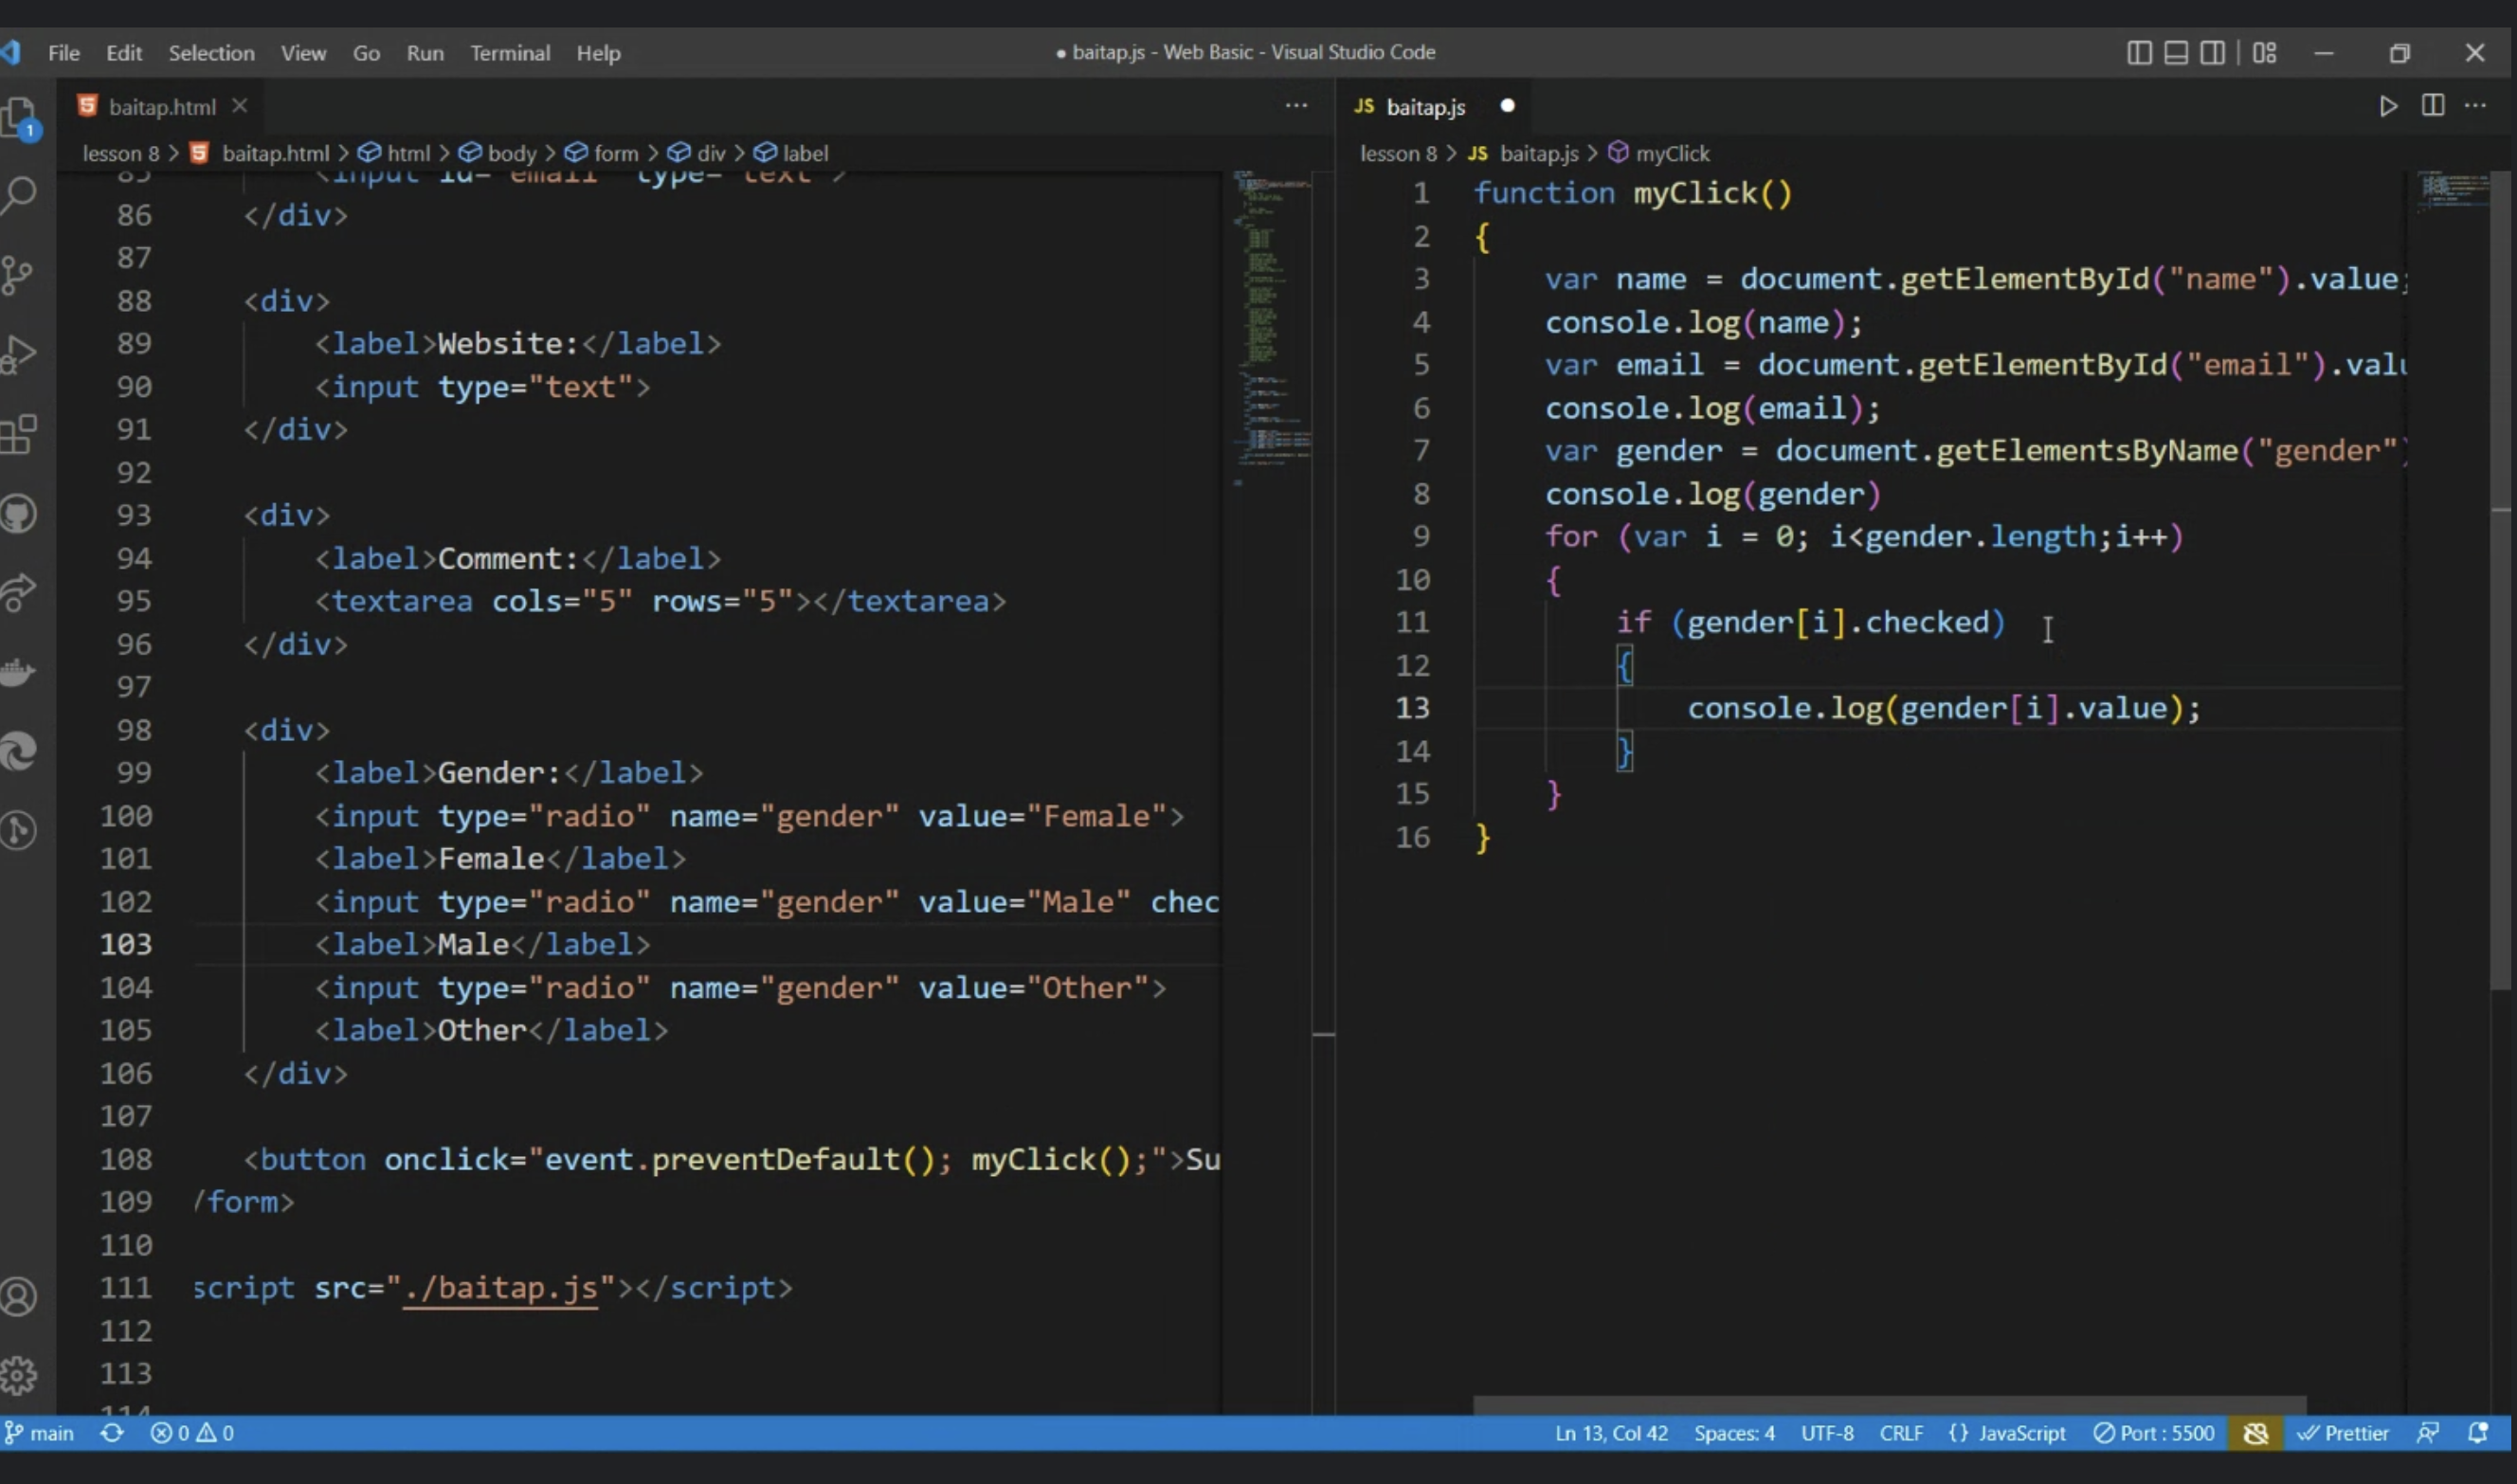 File Edit Selection View Go Run Terminal Help
● baitap.js - Web Basic - Visual Studio Code
baitap.html
lesson 8 > baitap.html > html > body > form > div > label
85 <input id="email" type="text">
86 </div>
87
88 <div>
89 <label>Website:</label>
90 <input type="text">
91 </div>
92
93 <div>
94 <label>Comment:</label>
95 <textarea cols="5" rows="5"></textarea>
96 </div>
97
98 <div>
99 <label>Gender:</label>
100 <input type="radio" name="gender" value="Female">
101 <label>Female</label>
102 <input type="radio" name="gender" value="Male" chec
103 <label>Male</label>
104 <input type="radio" name="gender" value="Other">
105 <label>Other</label>
106 </div>
107
108 <button onclick="event.preventDefault(); myClick();">Su
109 /form>
110
111 script src="./baitap.js"></script>
112
113
114
JS baitap.js ●
lesson 8 > JS baitap.js > myClick
1 function myClick()
2 {
3 var name = document.getElementById("name").value;
4 console.log(name);
5 var email = document.getElementById("email").valu
6 console.log(email);
7 var gender = document.getElementsByName("gender")
8 console.log(gender)
9 for (var i = 0; i<gender.length;i++)
10 {
11 if (gender[i].checked)
12 {
13 console.log(gender[i].value);
14 }
15 }
16 }
1
main 0 0 Ln 13, Col 42 Spaces: 4 UTF-8 CRLF {} JavaScript Port : 5500 Prettier